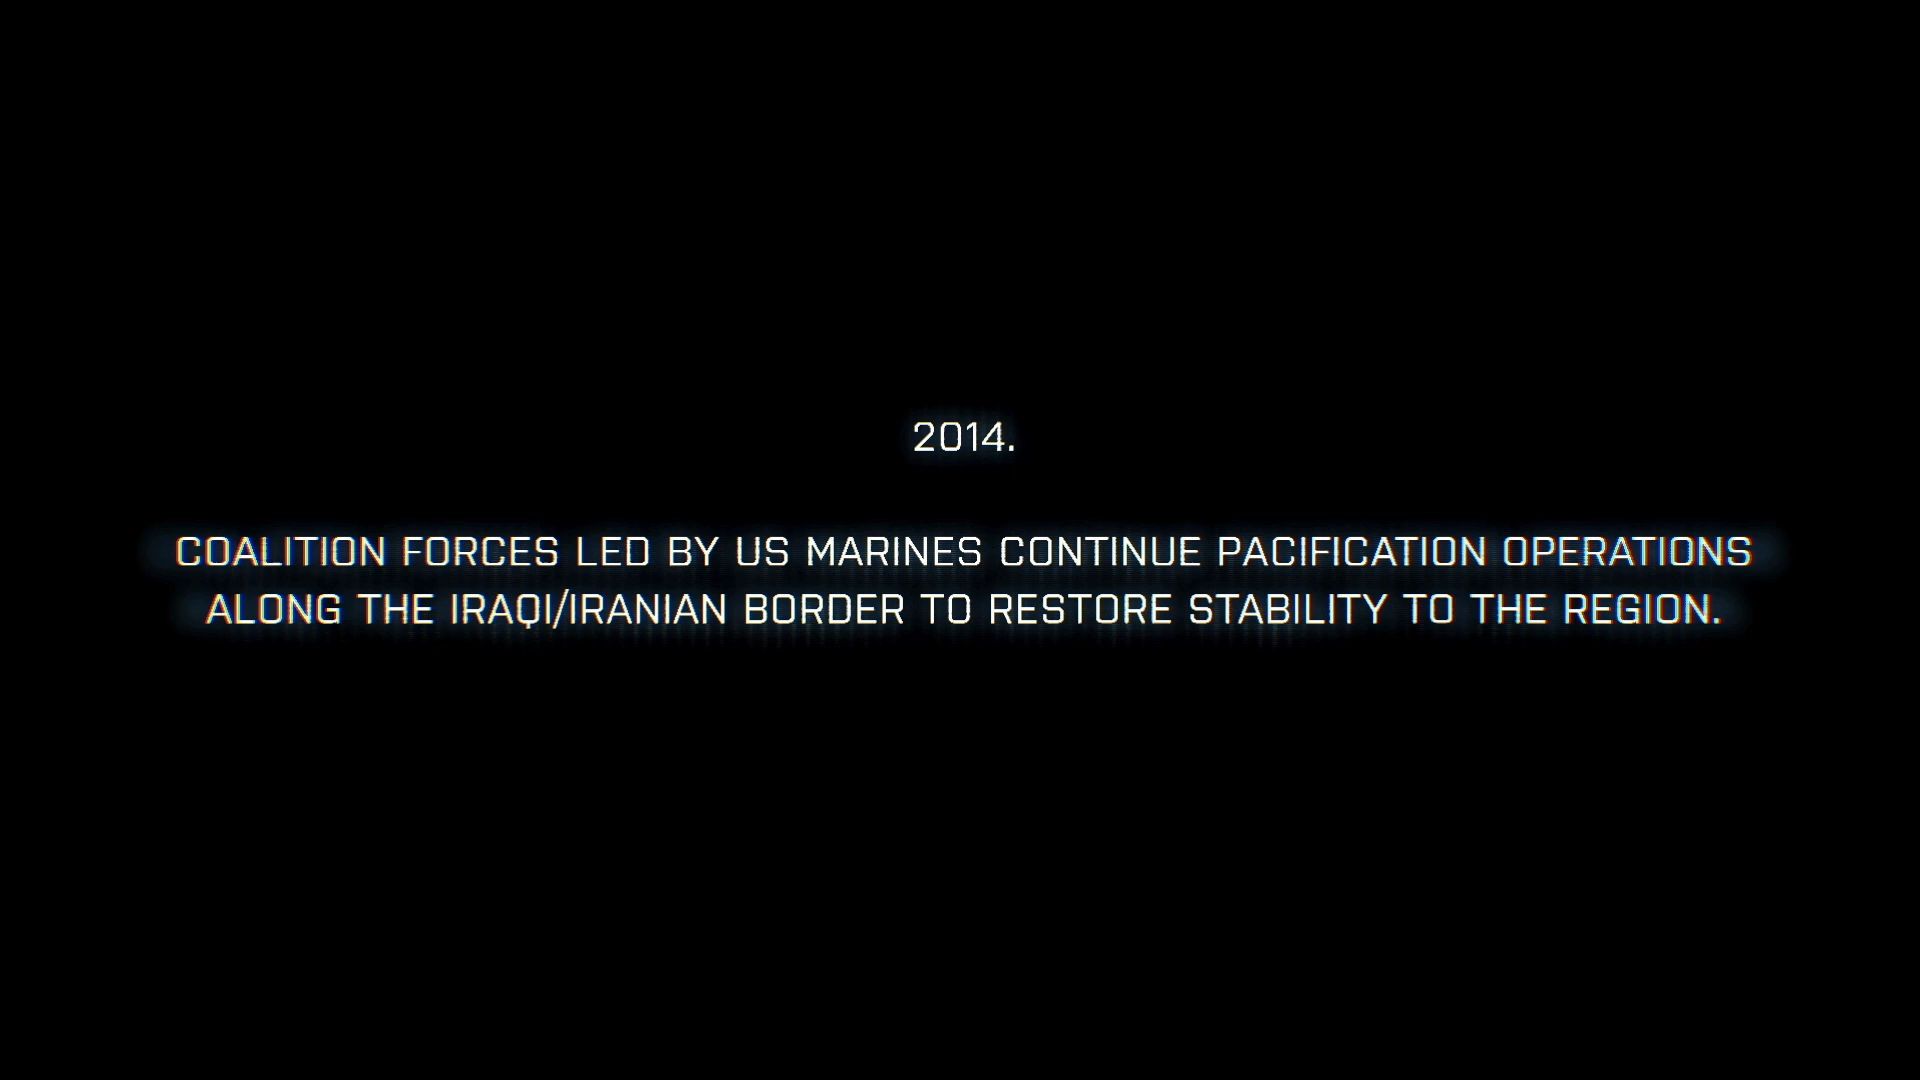 2014.
COALITION FORCES LED BY US MARINES CONTINUE PACIFICATION OPERATIONS
ALONG THE IRAQI/IRANIAN BORDER TO RESTORE STABILITY TO THE REGION.